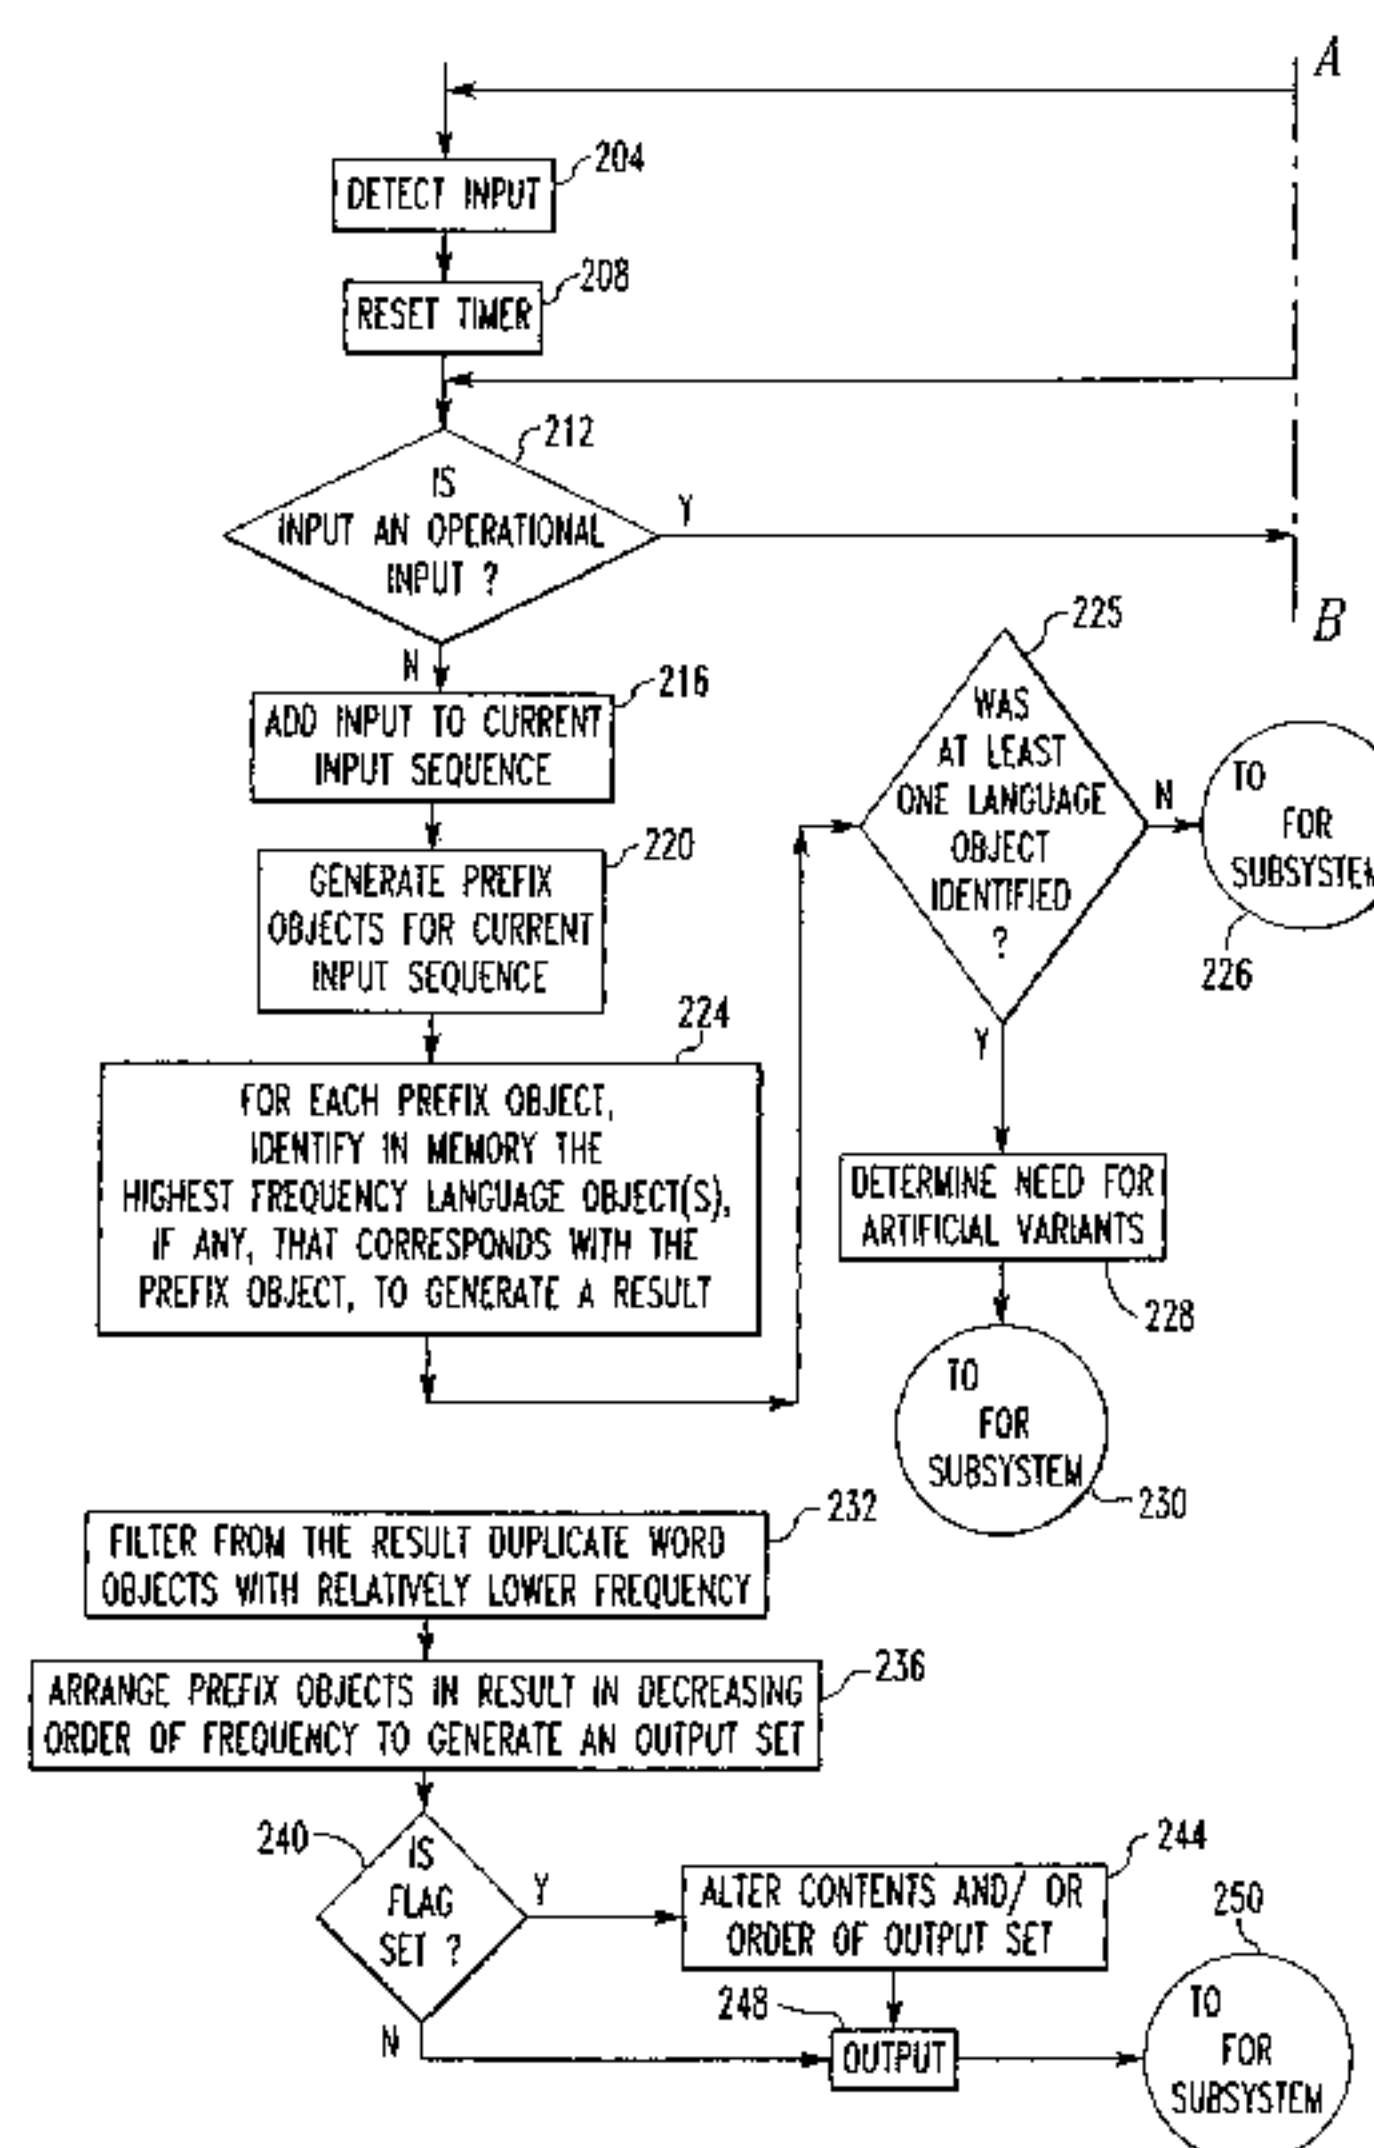 A
204
DETECT INPUT
208
RESET TIMER
212
IS
INPUT AN OPERATIONAL
INPUT ?
Y
B
N
216
ADD INPUT TO CURRENT
INPUT SEQUENCE
220
GENERATE PREFIX
OBJECTS FOR CURRENT
INPUT SEQUENCE
224
FOR EACH PREFIX OBJECT,
IDENTIFY IN MEMORY THE
HIGHEST FREQUENCY LANGUAGE OBJECT(S),
IF ANY, THAT CORRESPONDS WITH THE
PREFIX OBJECT, TO GENERATE A RESULT
225
WAS
AT LEAST
ONE LANGUAGE
OBJECT
IDENTIFIED
?
N
TO
FOR
SUBSYSTEM
226
Y
DETERMINE NEED FOR
ARTIFICIAL VARIANTS
228
TO
FOR
SUBSYSTEM
230
232
FILTER FROM THE RESULT DUPLICATE WORD
OBJECTS WITH RELATIVELY LOWER FREQUENCY
236
ARRANGE PREFIX OBJECTS IN RESULT IN DECREASING
ORDER OF FREQUENCY TO GENERATE AN OUTPUT SET
240
IS
FLAG
SET ?
Y
244
ALTER CONTENTS AND/ OR
ORDER OF OUTPUT SET
N
248
OUTPUT
250
TO
FOR
SUBSYSTEM